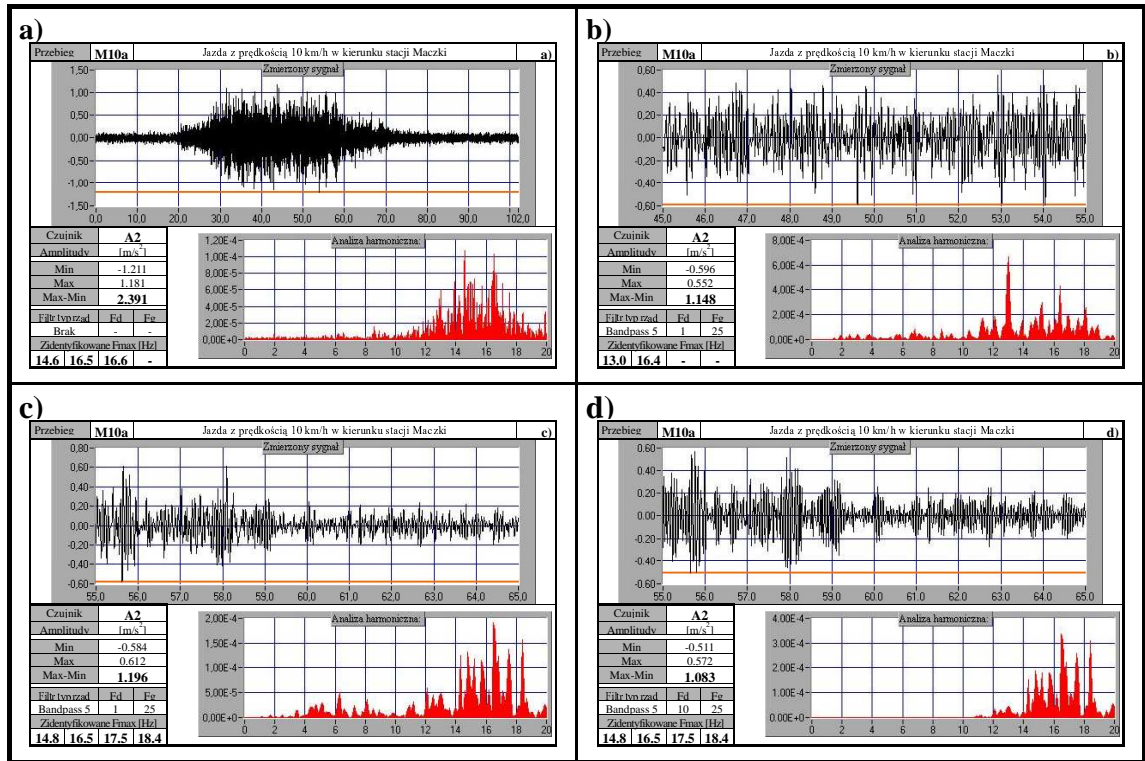 a)
Przebieg M10a Jazda z prędkością 10 km/h w kierunku stacji Maczki a)
Zmierzony sygnał
1,50
1,00
0,50
0,00
-0,50
-1,00
-1,50
0,0 10,0 20,0 30,0 40,0 50,0 60,0 70,0 80,0 90,0 102,0
Czujnik A2
Amplitudy [m/s²]
Min -1.211
Max 1.181
Max-Min 2.391
Filtr typ rząd Fd Fg
Brak - -
Zidentyfikowane Fmax [Hz]
14.6 16.5 16.6 -
Analiza harmoniczna:
1,20E-4
1,00E-4
8,00E-5
6,00E-5
4,00E-5
2,00E-5
0,00E+0
0 2 4 6 8 10 12 14 16 18 20
b)
Przebieg M10a Jazda z prędkością 10 km/h w kierunku stacji Maczki b)
Zmierzony sygnał
0,60
0,40
0,20
0,00
-0,20
-0,40
-0,60
45,0 46,0 47,0 48,0 49,0 50,0 51,0 52,0 53,0 54,0 55,0
Czujnik A2
Amplitudy [m/s²]
Min -0.596
Max 0.552
Max-Min 1.148
Filtr typ rząd Fd Fg
Bandpass 5 1 25
Zidentyfikowane Fmax [Hz]
13.0 16.4 - -
Analiza harmoniczna:
8,00E-4
6,00E-4
4,00E-4
2,00E-4
0,00E+0
0 2 4 6 8 10 12 14 16 18 20
c)
Przebieg M10a Jazda z prędkością 10 km/h w kierunku stacji Maczki c)
Zmierzony sygnał
0,80
0,60
0,40
0,20
0,00
-0,20
-0,40
-0,60
55,0 56,0 57,0 58,0 59,0 60,0 61,0 62,0 63,0 64,0 65,0
Czujnik A2
Amplitudy [m/s²]
Min -0.584
Max 0.612
Max-Min 1.196
Filtr typ rząd Fd Fg
Bandpass 5 1 25
Zidentyfikowane Fmax [Hz]
14.8 16.5 17.5 18.4
Analiza harmoniczna:
2,00E-4
1,50E-4
1,00E-4
5,00E-5
0,00E+0
0 2 4 6 8 10 12 14 16 18 20
d)
Przebieg M10a Jazda z prędkością 10 km/h w kierunku stacji Maczki d)
Zmierzony sygnał
0.60
0.40
0.20
0.00
-0.20
-0.40
-0.60
55.0 56.0 57.0 58.0 59.0 60.0 61.0 62.0 63.0 64.0 65.0
Czujnik A2
Amplitudy [m/s²]
Min -0.511
Max 0.572
Max-Min 1.083
Filtr typ rząd Fd Fg
Bandpass 5 10 25
Zidentyfikowane Fmax [Hz]
14.8 16.5 17.5 18.4
Analiza harmoniczna:
4.00E-4
3.00E-4
2.00E-4
1.00E-4
0.00E+0
0 2 4 6 8 10 12 14 16 18 20